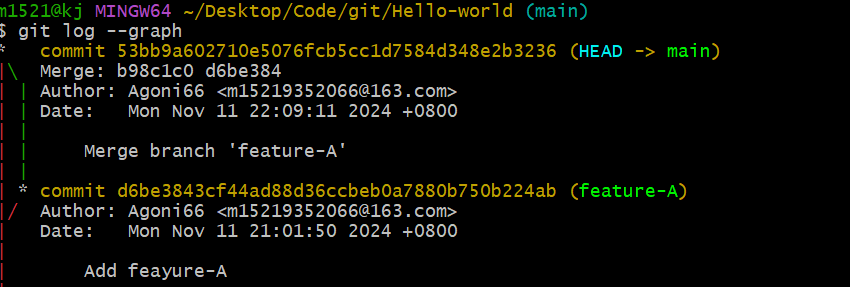 m1521@kj MINGW64 ~/Desktop/Code/git/Hello-world (main)
$ git log --graph
*   commit 53bb9a602710e5076fcb5cc1d7584d348e2b3236 (HEAD -> main)
|\  Merge: b98c1c0 d6be384
| | Author: Agoni66 <m15219352066@163.com>
| | Date:   Mon Nov 11 22:09:11 2024 +0800
| |
| |     Merge branch 'feature-A'
| |
| * commit d6be3843cf44ad88d36ccbeb0a7880b750b224ab (feature-A)
|/  Author: Agoni66 <m15219352066@163.com>
|   Date:   Mon Nov 11 21:01:50 2024 +0800
|
|       Add feayure-A